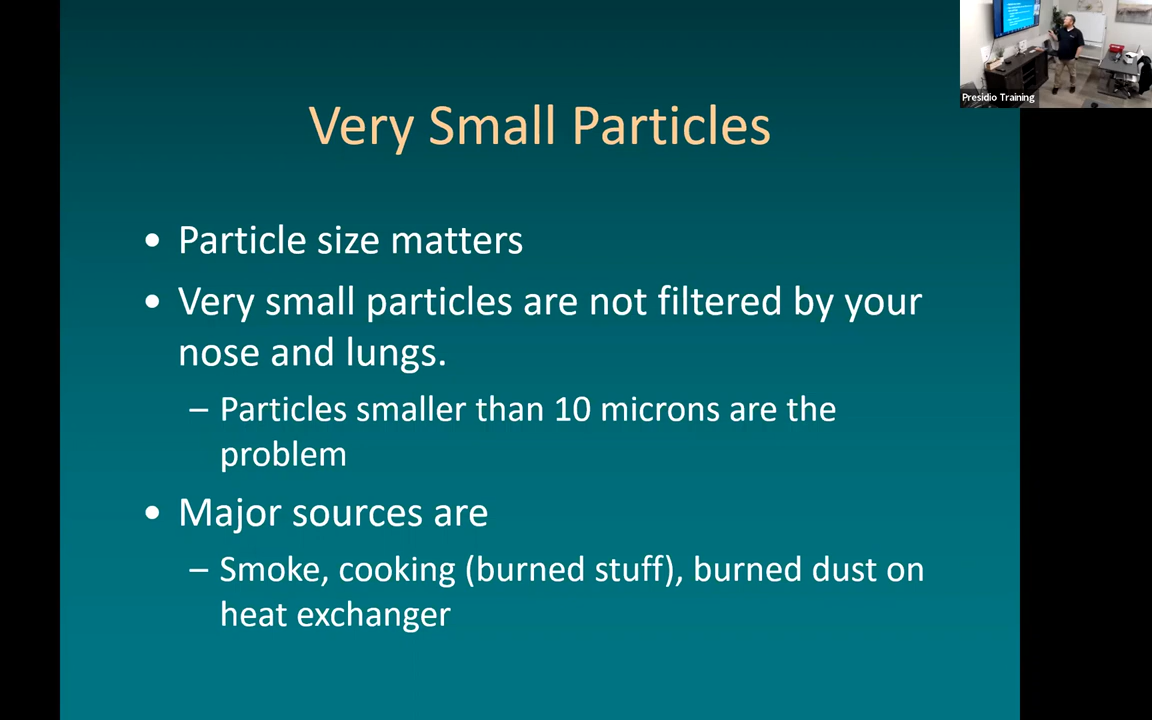 Very Small Particles
• Particle size matters
• Very small particles are not filtered by your
nose and lungs.
– Particles smaller than 10 microns are the
problem
• Major sources are
– Smoke, cooking (burned stuff), burned dust on
heat exchanger
Presidio Training